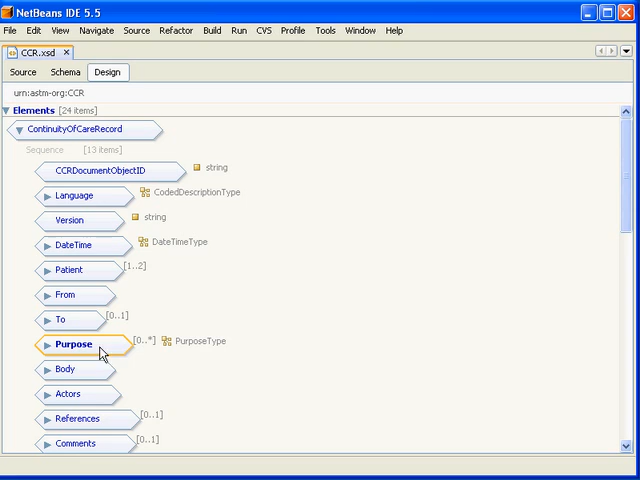 NetBeans IDE 5.5
File Edit View Navigate Source Refactor Build Run CVS Profile Tools Window Help
CCR.xsd
Source Schema Design
urn:astm-org:CCR
Elements [24 items]
ContinuityOfCareRecord
Sequence [13 items]
CCRDocumentObjectID string
Language CodedDescriptionType
Version string
DateTime DateTimeType
Patient [1..2]
From
To [0..1]
Purpose [0..*] PurposeType
Body
Actors
References [0..1]
Comments [0..1]